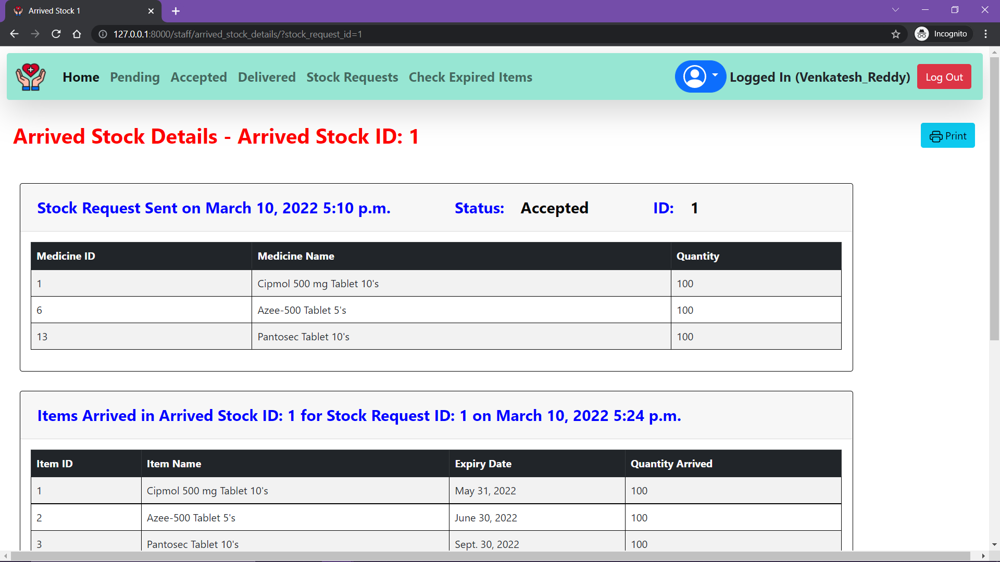 Arrived Stock 1
127.0.0.1:8000/staff/arrived_stock_details/?stock_request_id=1
Incognito
Home Pending Accepted Delivered Stock Requests Check Expired Items Logged In (Venkatesh_Reddy) Log Out
Arrived Stock Details - Arrived Stock ID: 1
Print
Stock Request Sent on March 10, 2022 5:10 p.m. Status: Accepted ID: 1
Medicine ID Medicine Name Quantity
1 Cipmol 500 mg Tablet 10's 100
6 Azee-500 Tablet 5's 100
13 Pantosec Tablet 10's 100
Items Arrived in Arrived Stock ID: 1 for Stock Request ID: 1 on March 10, 2022 5:24 p.m.
Item ID Item Name Expiry Date Quantity Arrived
1 Cipmol 500 mg Tablet 10's May 31, 2022 100
2 Azee-500 Tablet 5's June 30, 2022 100
3 Pantosec Tablet 10's Sept. 30, 2022 100